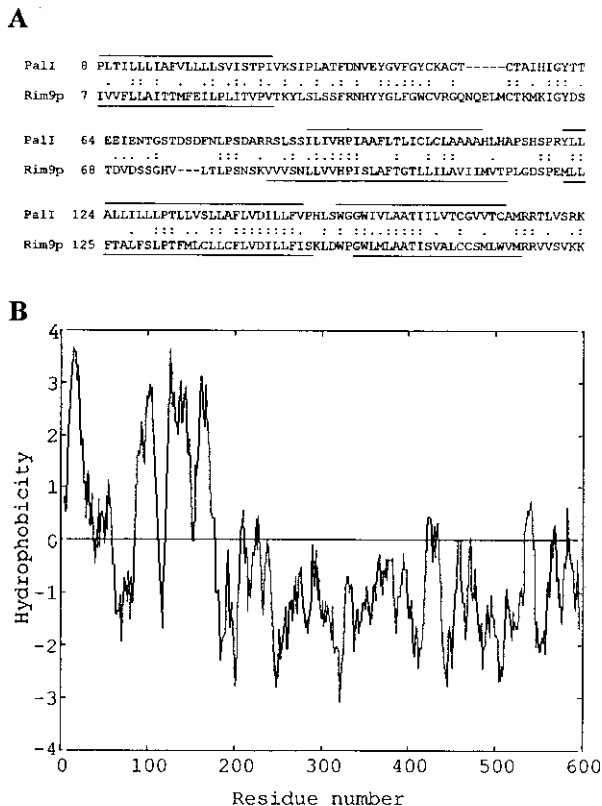 A
PalI 8 PLTILLLIAFVLLLLSVISTPIVKSIPLATFDNVEYGVFGYCKAGT-----CTAIHIGYTT
Rim9p 7 IVVFLLAITTMFEILPLITVPVTKYLSLSSFRNHYYGLFGWCVRGQNQELMCTKMKIGYDS
PalI 64 EEIENTGSTDSDFNLPSDARRSLSSILIVHPIAAFLTLICLCLAAAAHLHAPSHSPRYLL
Rim9p 68 TDVDSSGHV---LTLPSNSKVVVSNLLVVHPISLAFTGTLLILAVIIMVTPLGDSPEMLL
PalI 124 ALLILLLPTLLVSLLAFLVDILLFVPHLSWGGWIVLAATIILVTCGVVTCAMRRTLVSRK
Rim9p 125 FTALFSLPTFMLCLLCFLVDILLFISKLDWPGWLMLAATISVALCCSMLWVMRRVVSVKK
B
Hydrophobicity
4
3
2
1
0
-1
-2
-3
-4
0 100 200 300 400 500 600
Residue number